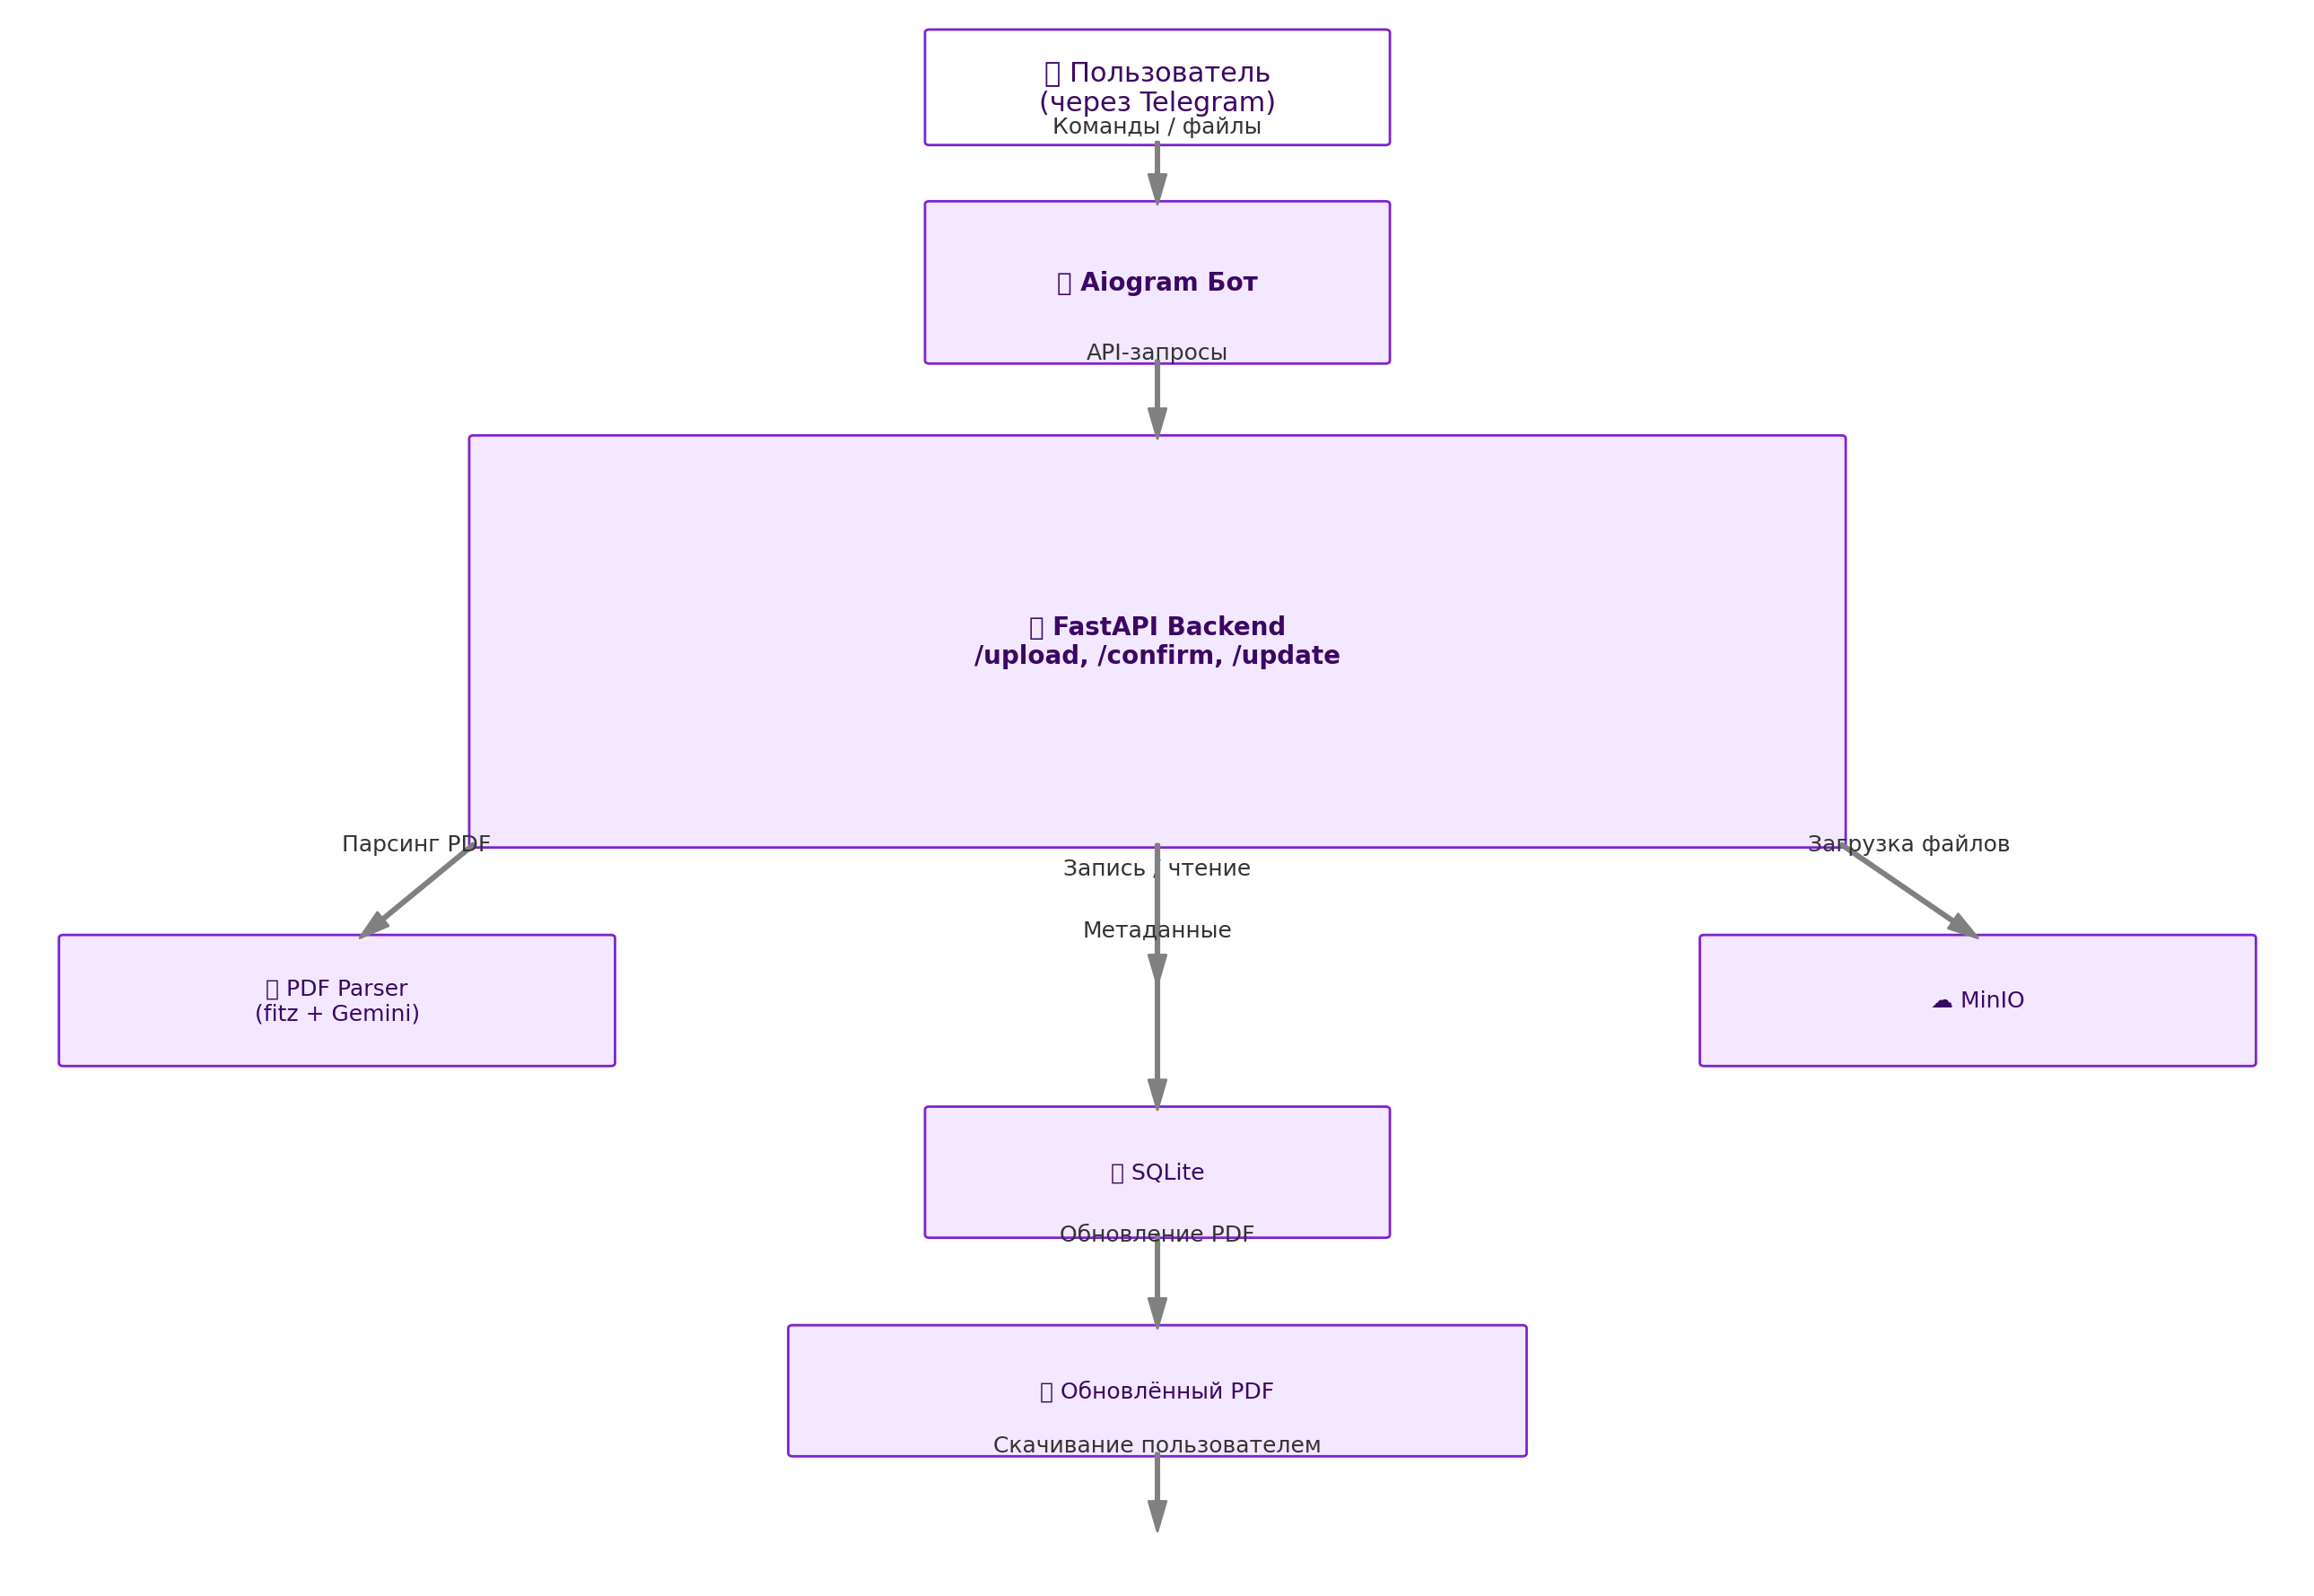 Пользователь
(через Telegram)
Команды / файлы
Aiogram Бот
API-запросы
FastAPI Backend
/upload, /confirm, /update
Парсинг PDF
Запись / чтение
Загрузка файлов
Метаданные
PDF Parser
(fitz + Gemini)
☁ MinIO
SQLite
Обновление PDF
Обновлённый PDF
Скачивание пользователем